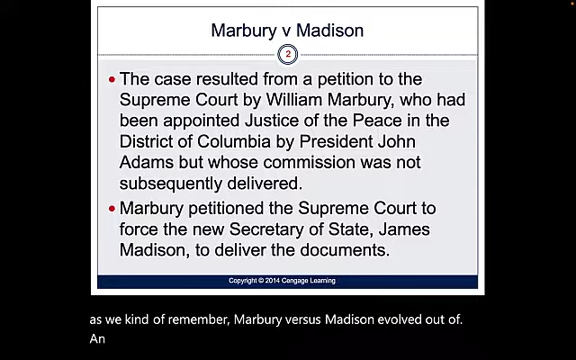 Marbury v Madison
2
• The case resulted from a petition to the
Supreme Court by William Marbury, who had
been appointed Justice of the Peace in the
District of Columbia by President John
Adams but whose commission was not
subsequently delivered.
• Marbury petitioned the Supreme Court to
force the new Secretary of State, James
Madison, to deliver the documents.
Copyright © 2014 Cengage Learning
as we kind of remember, Marbury versus Madison evolved out of.
An